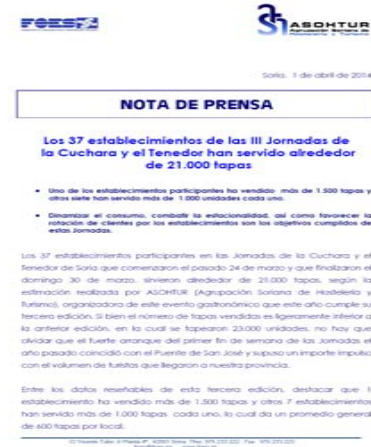 FOES
ASOHTUR
Agrupación Soriana de
Hostelería y Turismo
Soria, 1 de abril de 2014
NOTA DE PRENSA
Los 37 establecimientos de las III Jornadas de
la Cuchara y el Tenedor han servido alrededor
de 21.000 tapas
• Uno de los establecimientos participantes ha vendido más de 1.500 tapas y
otros siete han servido más de 1.000 unidades cada uno.
• Dinamizar el consumo, combatir la estacionalidad, así como favorecer la
rotación de clientes por los establecimientos son los objetivos cumplidos de
estas Jornadas.
Los 37 establecimientos participantes en las Jornadas de la Cuchara y el
Tenedor de Soria que comenzaron el pasado 24 de marzo y que finalizaron el
domingo 30 de marzo, sirvieron alrededor de 21.000 tapas, según la
estimación realizada por ASOHTUR (Agrupación Soriana de Hostelería y
Turismo), organizadora de este evento gastronómico que este año cumple su
tercera edición. Si bien el número de tapas vendidas es ligeramente inferior a
la anterior edición, en la cual se tapearon 23.000 unidades, no hay que
olvidar que el fuerte arranque del primer fin de semana de las Jornadas el
año pasado coincidió con el Puente de San José y supuso un importe impulso
con el volumen de turistas que llegaron a nuestra provincia.
Entre los datos reseñables de esta tercera edición, destacar que 1
establecimiento ha vendido más de 1.500 tapas y otros 7 establecimientos
han servido más de 1.000 tapas cada uno, lo cual da un promedio general
de 600 tapas por local.